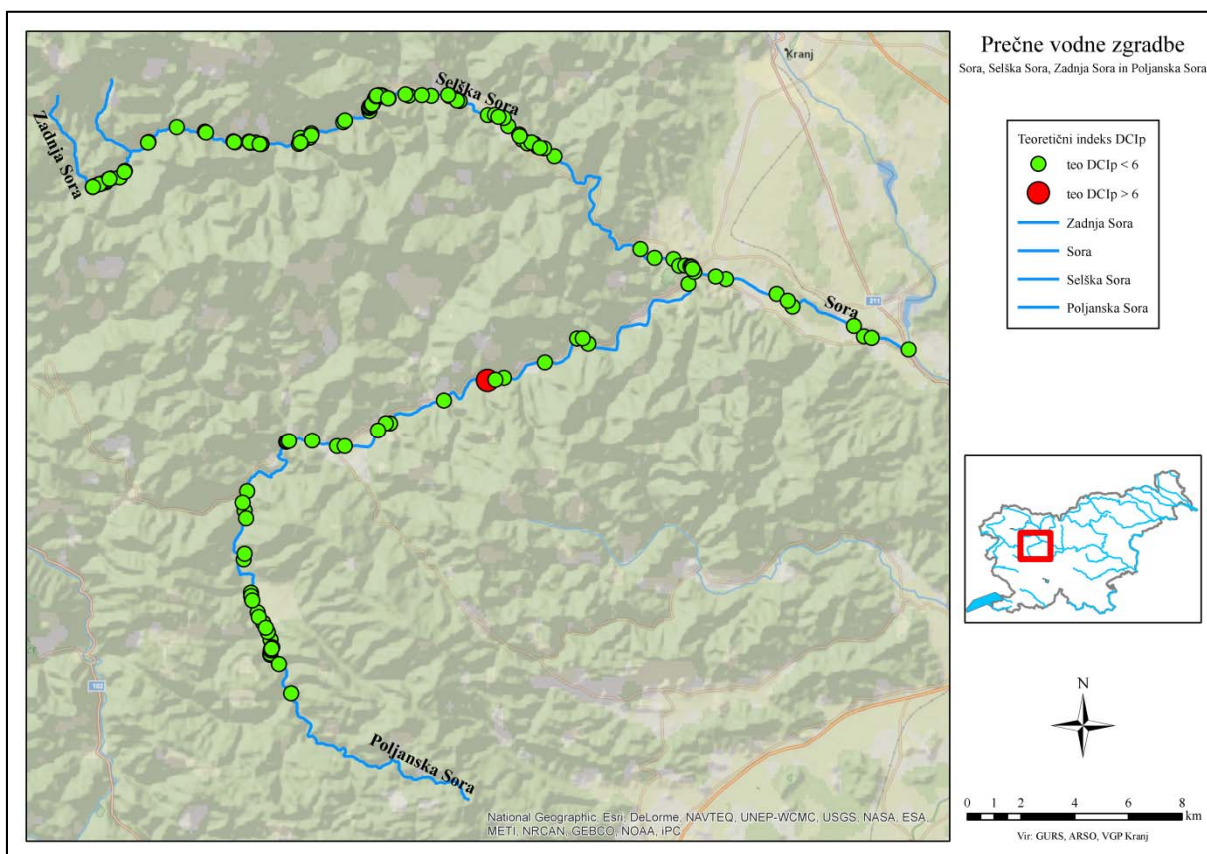 Prečne vodne zgradbe
Sora, Selška Sora, Zadnja Sora in Poljanska Sora
Teoretični indeks DCIp
teo DCIp < 6
teo DCIp > 6
Zadnja Sora
Sora
Selška Sora
Poljanska Sora
Kranj
Selška Sora
Zadnja Sora
Sora
211
102
Poljanska Sora
National Geographic, Esri, DeLorme, NAVTEQ, UNEP-WCMC, USGS, NASA, ESA,
METI, NRCAN, GEBCO, NOAA, iPC
N
0 1 2 4 6 8
km
Vir: GURS, ARSO, VGP Kranj